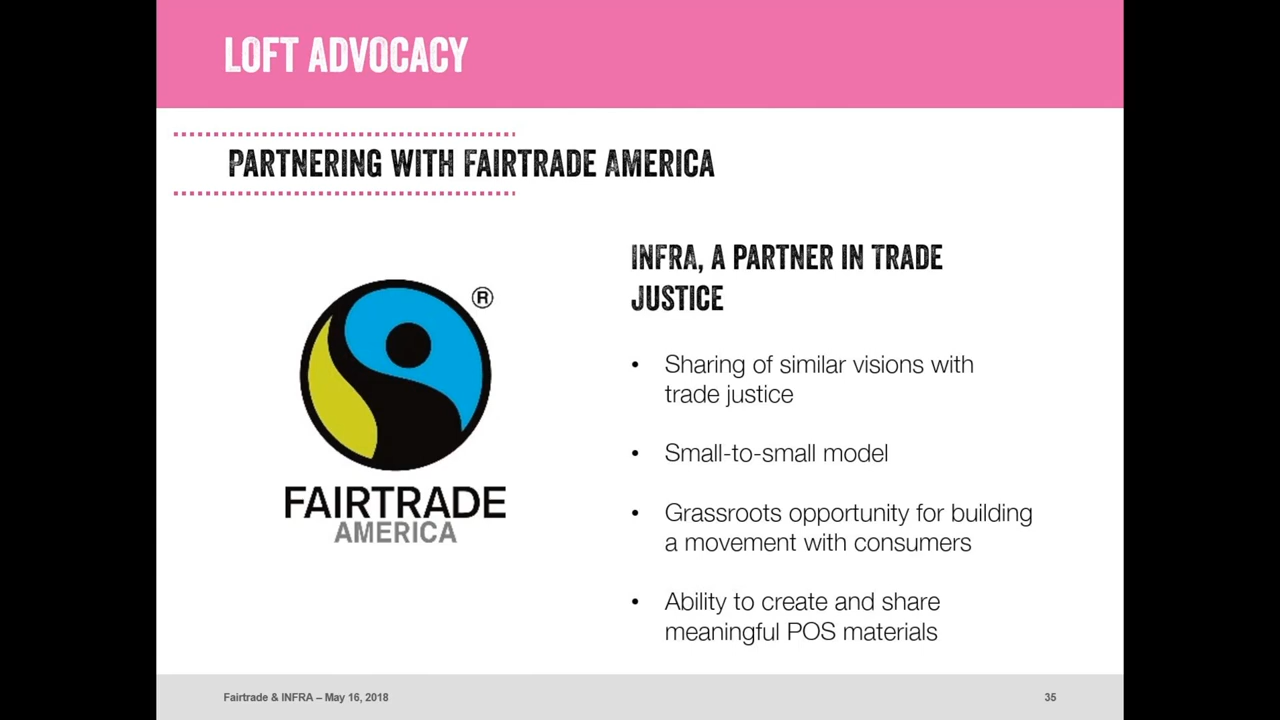 LOFT ADVOCACY
PARTNERING WITH FAIRTRADE AMERICA
INFRA, A PARTNER IN TRADE
JUSTICE
• Sharing of similar visions with
trade justice
• Small-to-small model
• Grassroots opportunity for building
a movement with consumers
• Ability to create and share
meaningful POS materials
®
FAIRTRADE
AMERICA
Fairtrade & INFRA – May 16, 2018
35